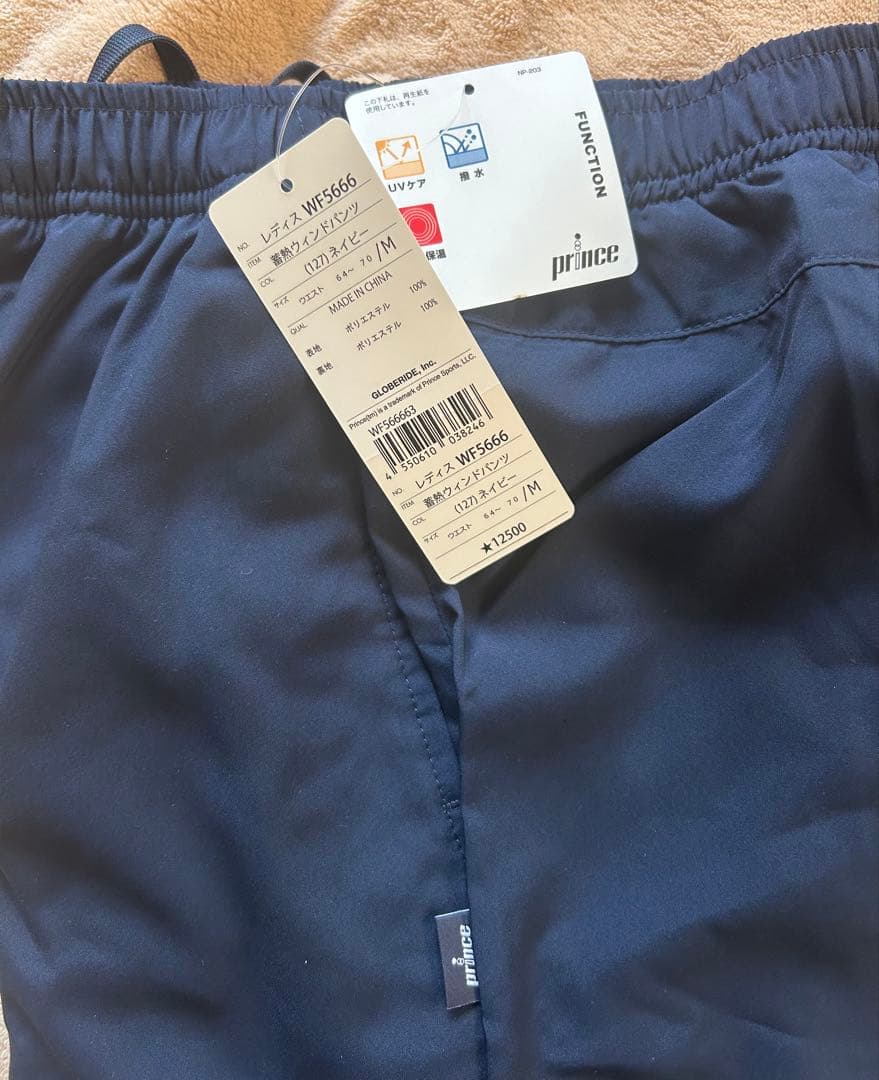 NP-203
この下札は、再生紙を
使用しています。
FUNCTION
UVケア
撥水
保温
prince
NO. レディス WF5666
ITEM 蓄熱ウィンドパンツ
COL (127) ネイビー
サイズ ウエスト 64〜 70 /M
QUAL MADE IN CHINA
表地 ポリエステル 100%
裏地 ポリエステル 100%
GLOBERIDE, Inc.
Prince(tm) is a trademark of Prince Sports, LLC.
WF566663
4 550610 038246
NO. レディス WF5666
ITEM 蓄熱ウィンドパンツ
COL (127) ネイビー
サイズ ウエスト 64〜 70 /M
★12500
prince